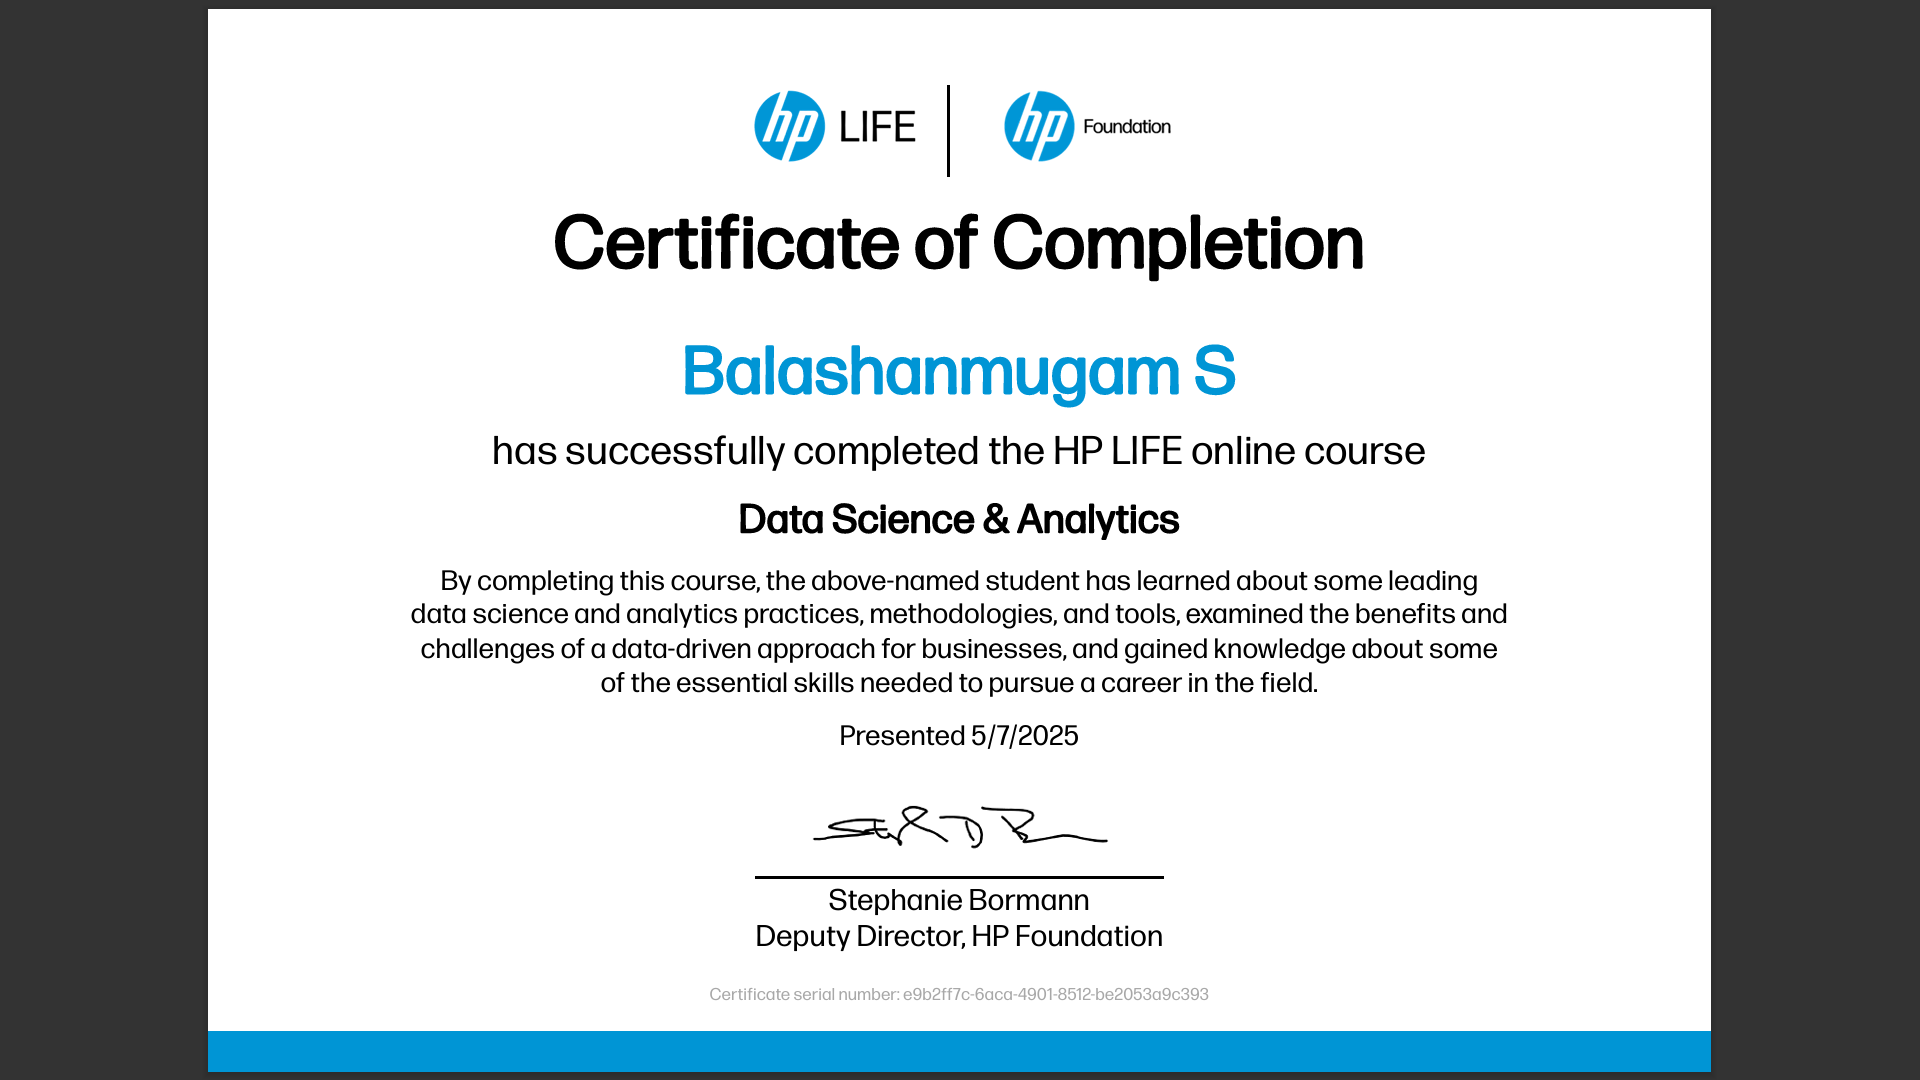 hp LIFE
hp Foundation
Certificate of Completion
Balashanmugam S
has successfully completed the HP LIFE online course
Data Science & Analytics
By completing this course, the above-named student has learned about some leading
data science and analytics practices, methodologies, and tools, examined the benefits and
challenges of a data-driven approach for businesses, and gained knowledge about some
of the essential skills needed to pursue a career in the field.
Presented 5/7/2025
Stephanie Bormann
Deputy Director, HP Foundation
Certificate serial number: e9b2ff7c-6aca-4901-8512-be2053a9c393